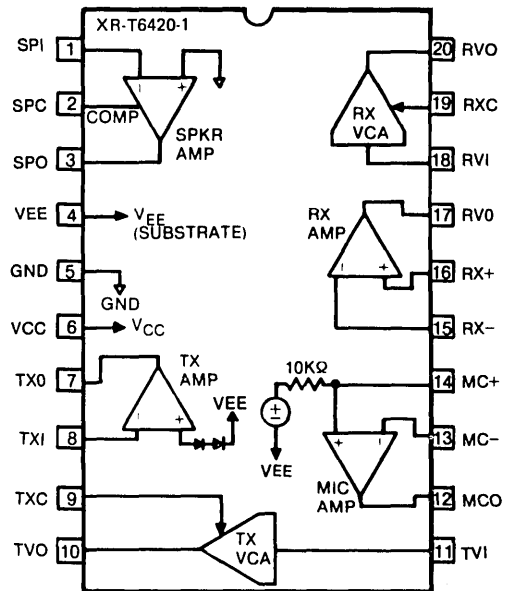 XR-T6420-1
SPI 1
SPC 2
SPO 3
VEE 4
GND 5
VCC 6
TX0 7
TXI 8
TXC 9
TVO 10
20 RVO
19 RXC
18 RVI
17 RV0
16 RX+
15 RX-
14 MC+
13 MC-
12 MCO
11 TVI
- +
COMP
SPKR
AMP
VEE
(SUBSTRATE)
GND
VCC
TX
AMP
- +
VEE
TX
VCA
RX
VCA
RX
AMP
- +
10KΩ
±
VEE
+ -
MIC
AMP